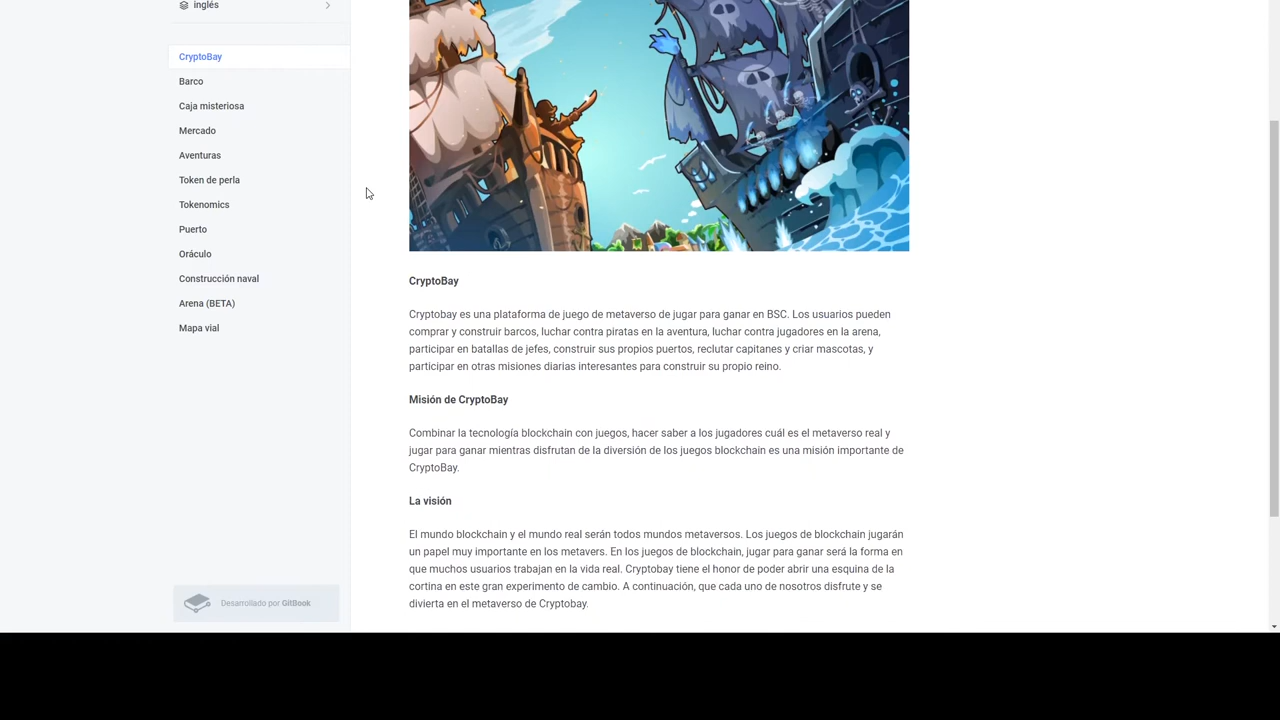 inglés
CryptoBay
Barco
Caja misteriosa
Mercado
Aventuras
Token de perla
Tokenomics
Puerto
Oráculo
Construcción naval
Arena (BETA)
Mapa vial
Desarrollado por GitBook
CryptoBay
Cryptobay es una plataforma de juego de metaverso de jugar para ganar en BSC. Los usuarios pueden
comprar y construir barcos, luchar contra piratas en la aventura, luchar contra jugadores en la arena,
participar en batallas de jefes, construir sus propios puertos, reclutar capitanes y criar mascotas, y
participar en otras misiones diarias interesantes para construir su propio reino.
Misión de CryptoBay
Combinar la tecnología blockchain con juegos, hacer saber a los jugadores cuál es el metaverso real y
jugar para ganar mientras disfrutan de la diversión de los juegos blockchain es una misión importante de
CryptoBay.
La visión
El mundo blockchain y el mundo real serán todos mundos metaversos. Los juegos de blockchain jugarán
un papel muy importante en los metavers. En los juegos de blockchain, jugar para ganar será la forma en
que muchos usuarios trabajan en la vida real. Cryptobay tiene el honor de poder abrir una esquina de la
cortina en este gran experimento de cambio. A continuación, que cada uno de nosotros disfrute y se
divierta en el metaverso de Cryptobay.